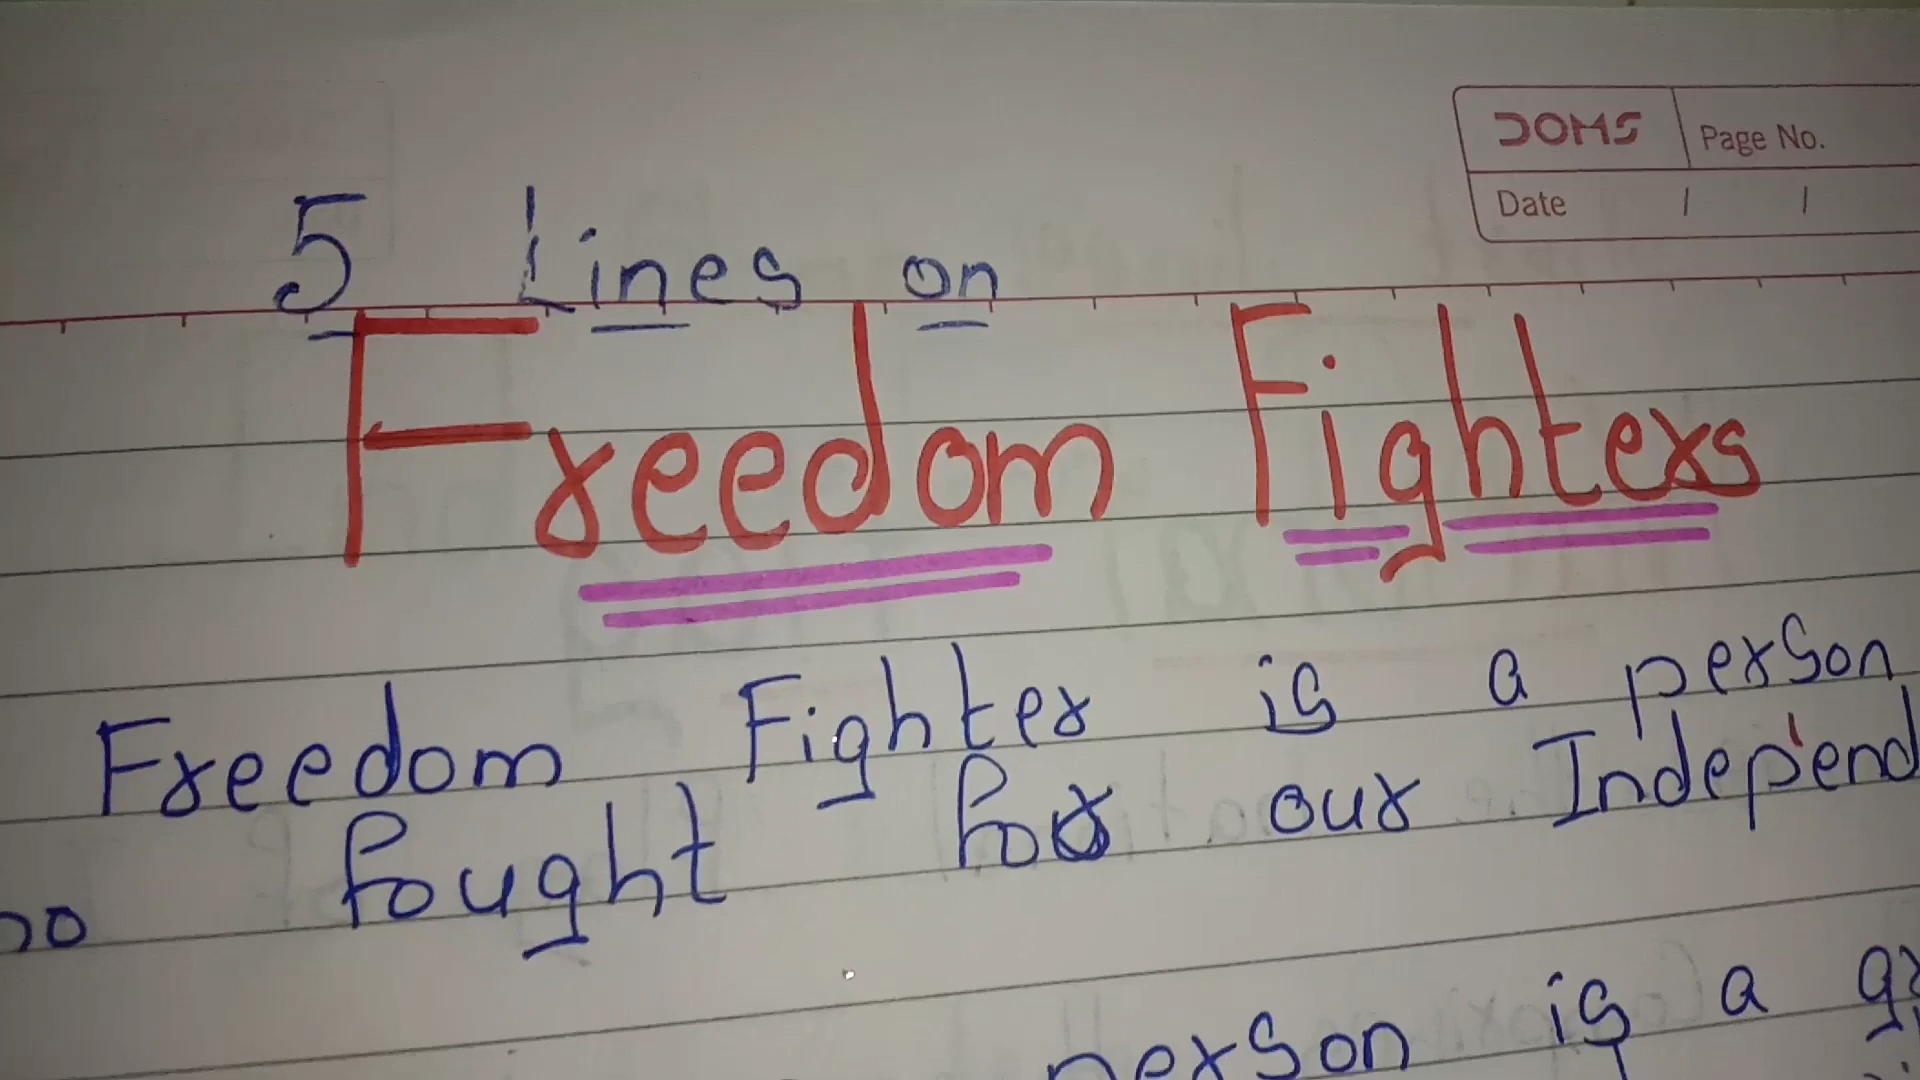 DOMS Page No.
Date / /
5 Lines on
Freedom Fighters
Freedom Fighter is a person
fought for our Independ
person is a